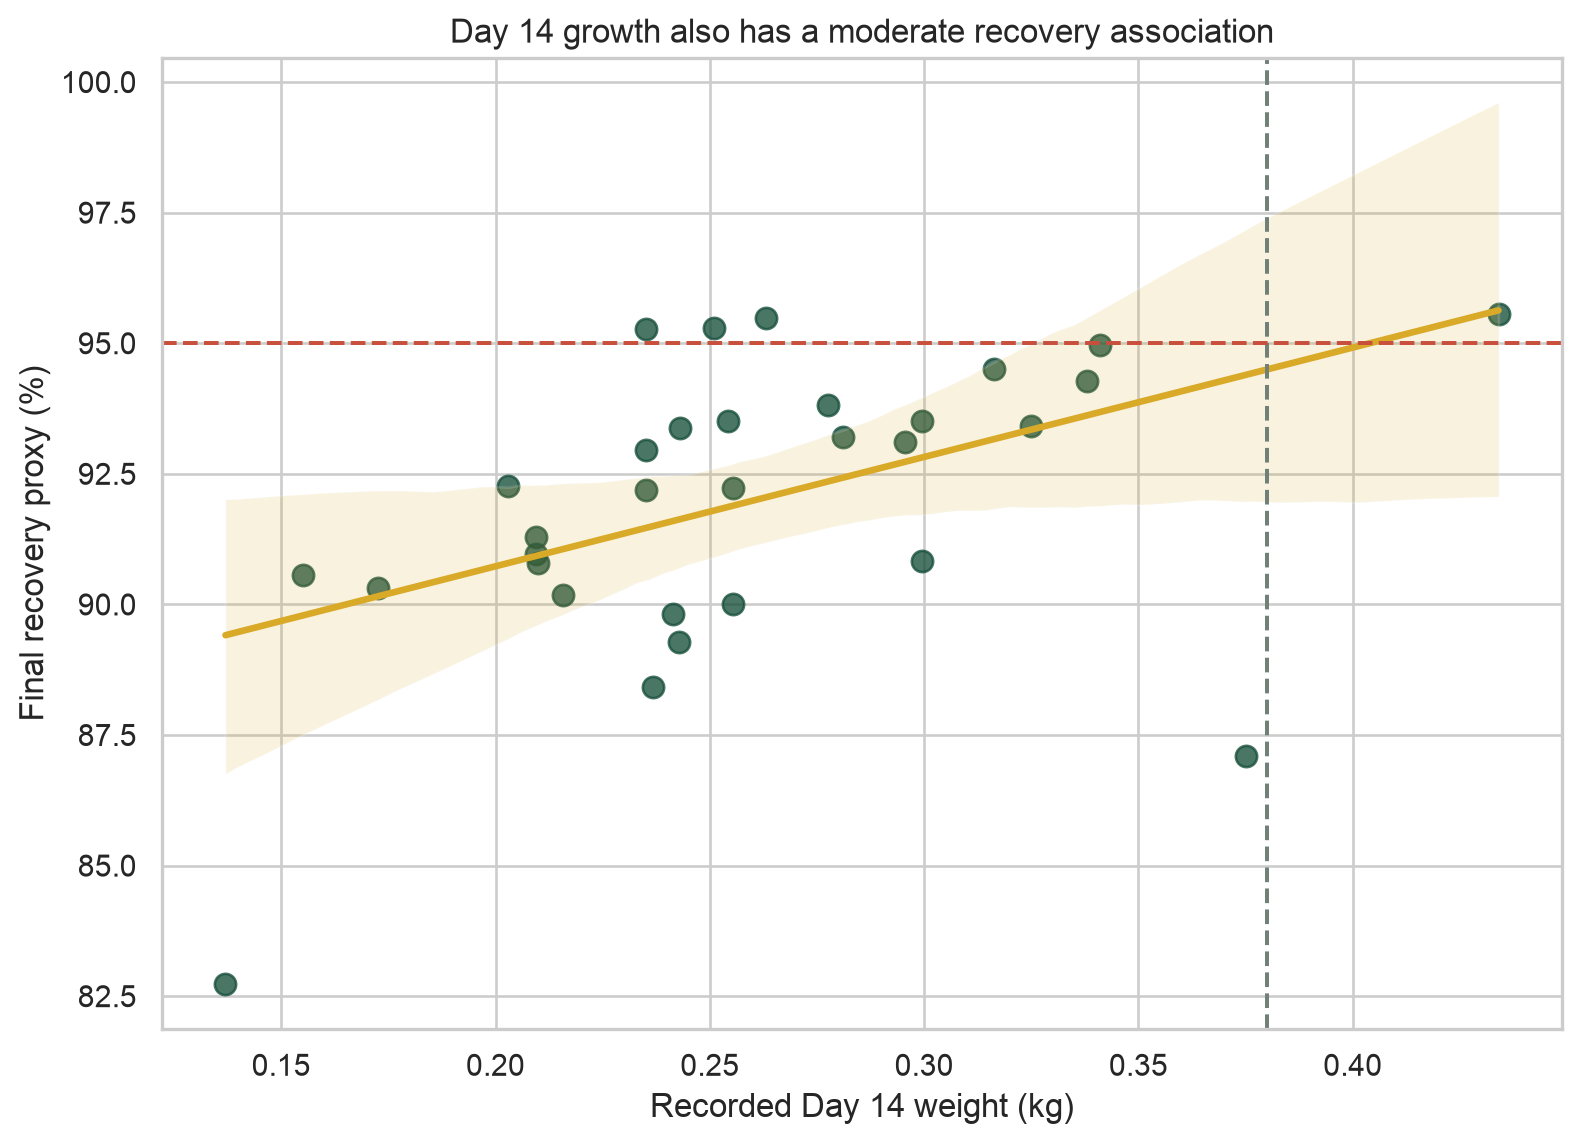 Day 14 growth also has a moderate recovery association
100.0
97.5
95.0
92.5
90.0
87.5
85.0
82.5
Final recovery proxy (%)
0.15 0.20 0.25 0.30 0.35 0.40
Recorded Day 14 weight (kg)